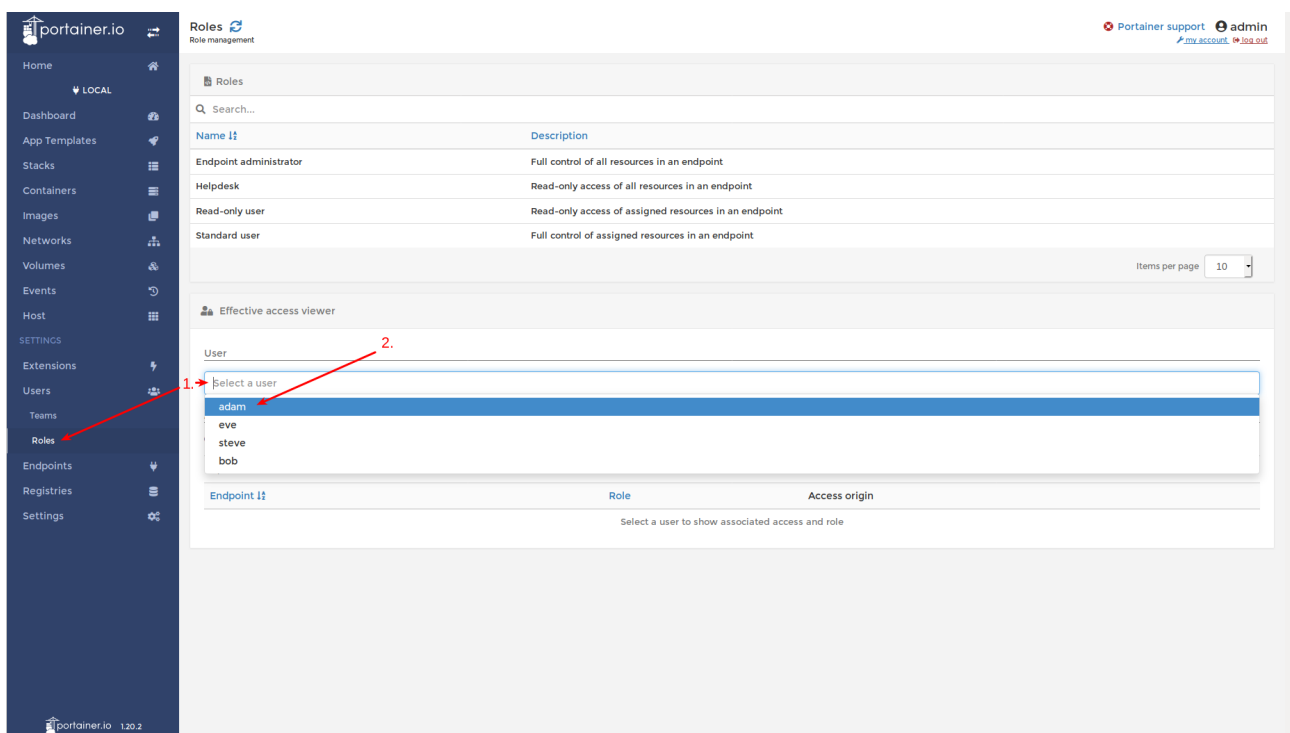 portainer.io
Roles
Role management
Portainer support admin
my account log out
Home
LOCAL
Dashboard
App Templates
Stacks
Containers
Images
Networks
Volumes
Events
Host
SETTINGS
Extensions
Users
Teams
Roles
Endpoints
Registries
Settings
portainer.io 1.20.2
Roles
Search...
Name Description
Endpoint administrator Full control of all resources in an endpoint
Helpdesk Read-only access of all resources in an endpoint
Read-only user Read-only access of assigned resources in an endpoint
Standard user Full control of assigned resources in an endpoint
Items per page 10
Effective access viewer
User
2.
1.
Select a user
adam
eve
steve
bob
Endpoint Role Access origin
Select a user to show associated access and role